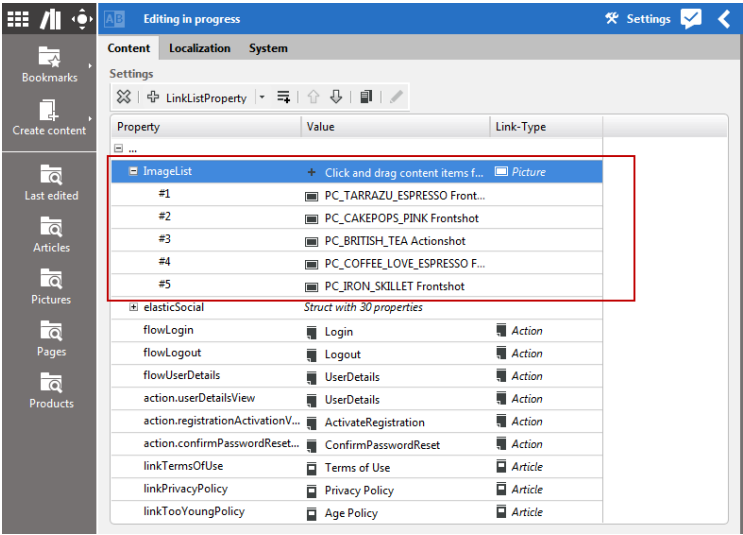 AB Editing in progress Settings
Content Localization System
Settings
LinkListProperty
Property Value Link-Type
...
ImageList Click and drag content items f... Picture
#1 PC_TARRAZU_ESPRESSO Front...
#2 PC_CAKEPOPS_PINK Frontshot
#3 PC_BRITISH_TEA Actionshot
#4 PC_COFFEE_LOVE_ESPRESSO F...
#5 PC_IRON_SKILLET Frontshot
elasticSocial Struct with 30 properties
flowLogin Login Action
flowLogout Logout Action
flowUserDetails UserDetails Action
action.userDetailsView UserDetails Action
action.registrationActivationV... ActivateRegistration Action
action.confirmPasswordReset... ConfirmPasswordReset Action
linkTermsOfUse Terms of Use Article
linkPrivacyPolicy Privacy Policy Article
linkTooYoungPolicy Age Policy Article
Bookmarks
Create content
Last edited
Articles
Pictures
Pages
Products